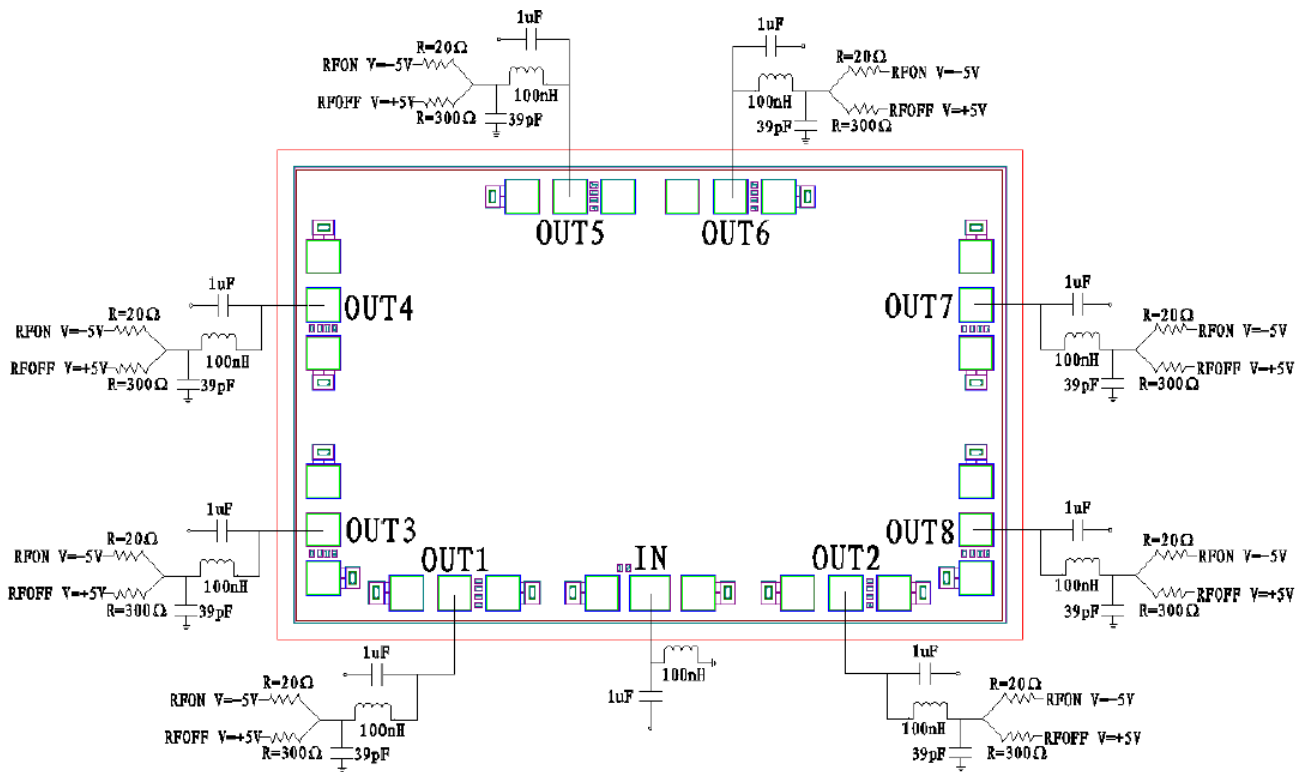 1uF
R=20Ω
RFON V=-5V
100nH
RFOFF V=+5V
R=300Ω
39pF
1uF
R=20Ω
RFON V=-5V
100nH
RFOFF V=+5V
39pF
R=300Ω
OUT5
OUT6
1uF
R=20Ω
RFON V=-5V
RFOFF V=+5V
100nH
R=300Ω
39pF
OUT4
OUT7
1uF
R=20Ω
RFON V=-5V
100nH
RFOFF V=+5V
39pF
R=300Ω
1uF
R=20Ω
RFON V=-5V
100nH
RFOFF V=+5V
R=300Ω
39pF
OUT3
OUT1
IN
OUT2
OUT8
1uF
R=20Ω
RFON V=-5V
100nH
RFOFF V=+5V
39pF
R=300Ω
1uF
R=20Ω
RFON V=-5V
100nH
RFOFF V=+5V
R=300Ω
39pF
100nH
1uF
1uF
R=20Ω
RFON V=-5V
100nH
RFOFF V=+5V
39pF
R=300Ω